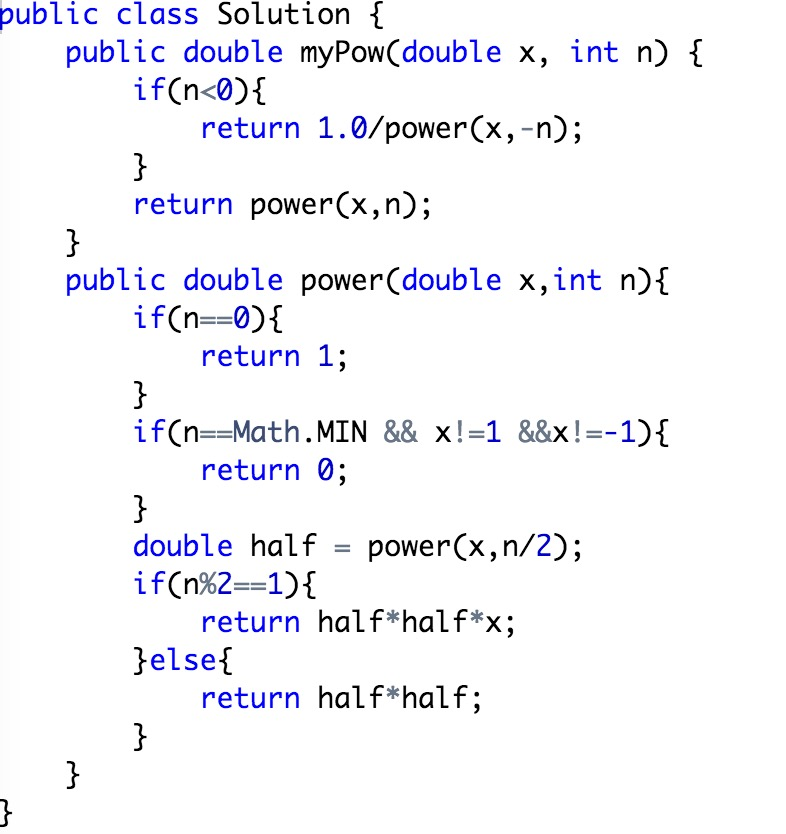 public class Solution {
    public double myPow(double x, int n) {
        if(n<0){
            return 1.0/power(x,-n);
        }
        return power(x,n);
    }
    public double power(double x,int n){
        if(n==0){
            return 1;
        }
        if(n==Math.MIN && x!=1 &&x!=-1){
            return 0;
        }
        double half = power(x,n/2);
        if(n%2==1){
            return half*half*x;
        }else{
            return half*half;
        }
    }
}